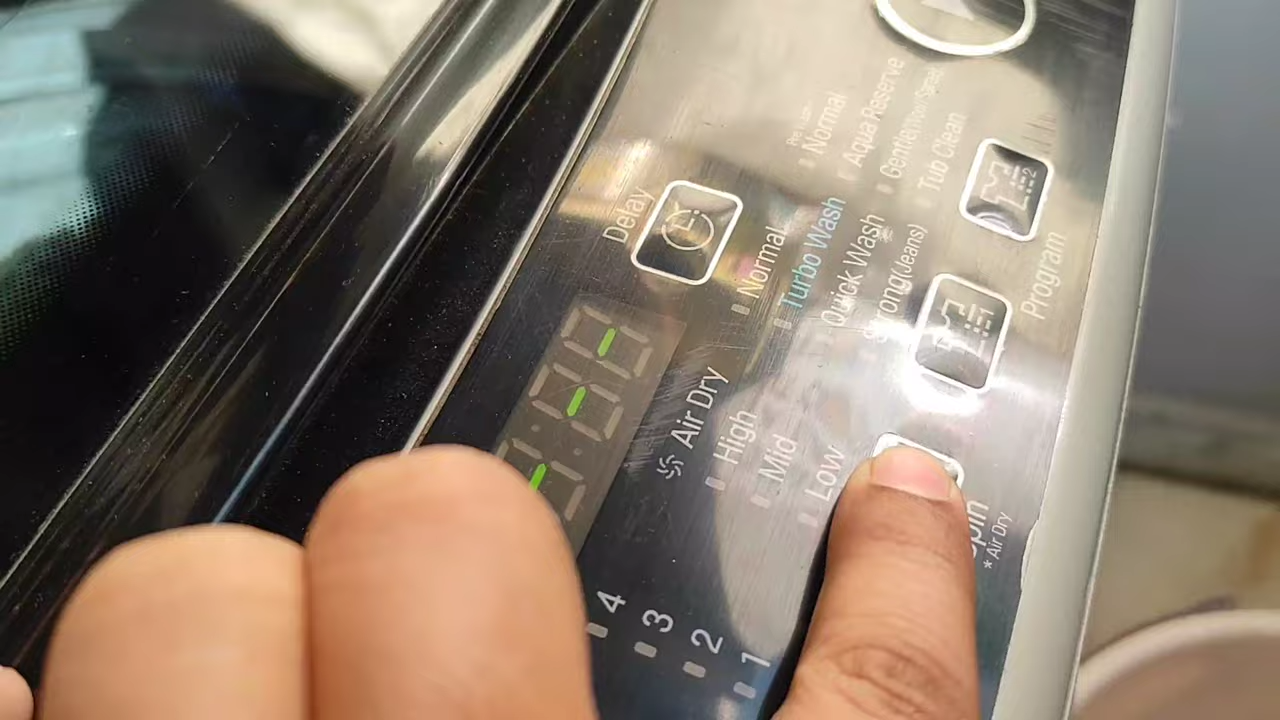 Delay
Normal
Aqua Reserve
Tub Clean
Normal
Turbo Wash
Quick Wash
Strong(Jeans)
Program
Air Dry
High
Mid
Low
Spin
* Air Dry
4
3
2
1